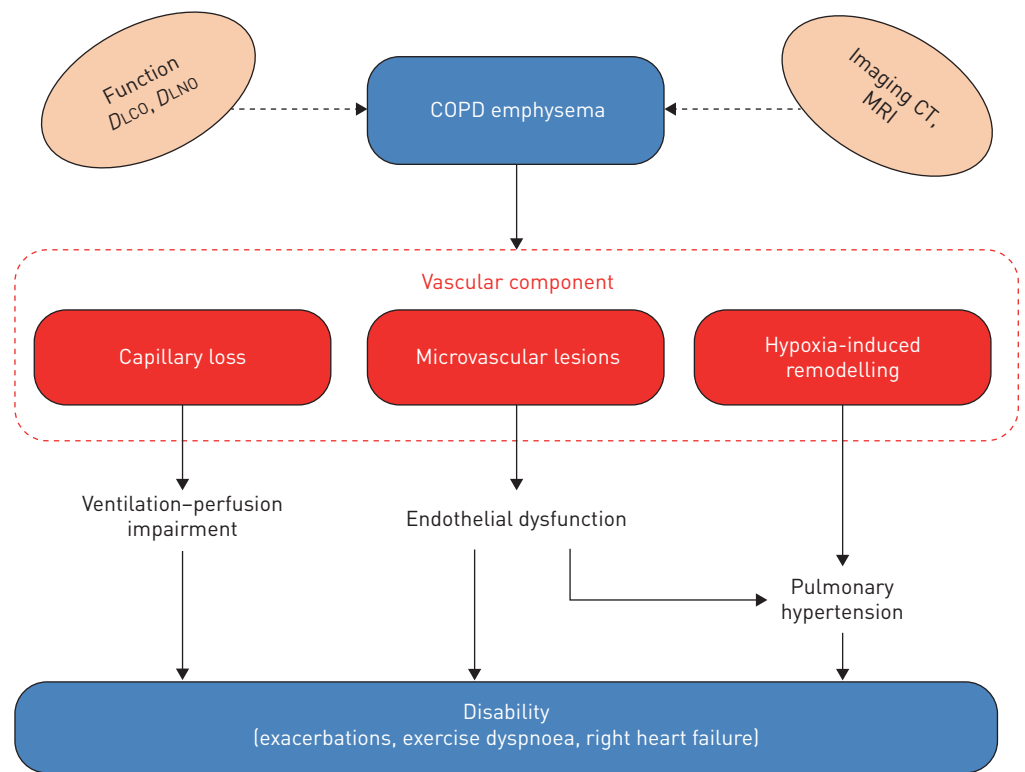 Function
DLCO, DLNO
COPD emphysema
Imaging CT,
MRI
Vascular component
Capillary loss
Microvascular lesions
Hypoxia-induced
remodelling
Ventilation–perfusion
impairment
Endothelial dysfunction
Pulmonary
hypertension
Disability
(exacerbations, exercise dyspnoea, right heart failure)